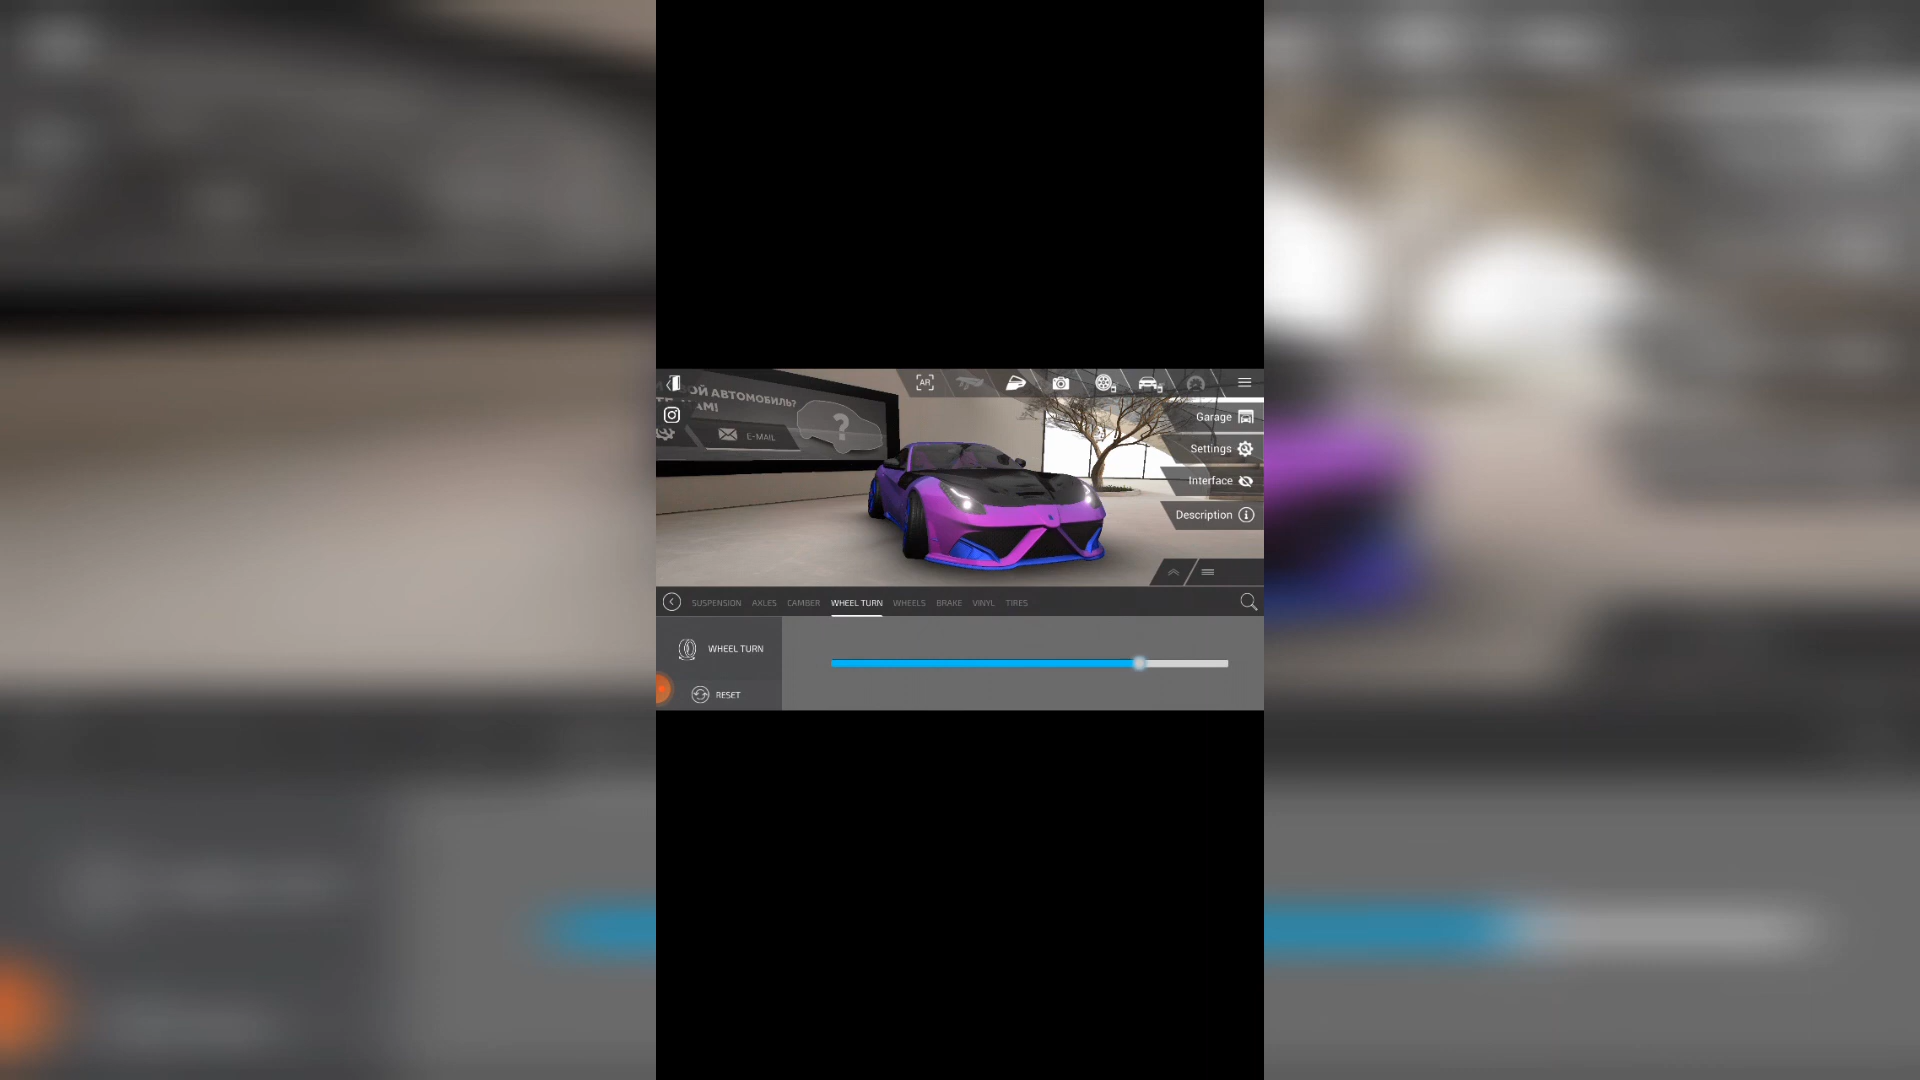 ОЙ АВТОМОБИЛЬ?
АМ!
E-MAIL
AR
?
Garage
Settings
Interface
Description
SUSPENSION AXLES CAMBER WHEEL TURN WHEELS BRAKE VINYL TIRES
WHEEL TURN
RESET